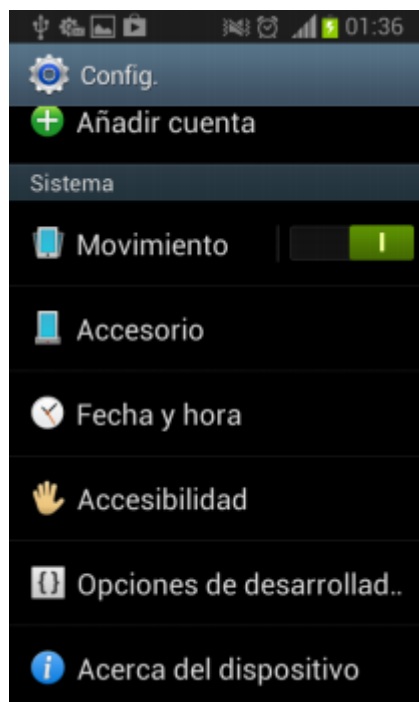 01:36
Config.
Añadir cuenta
Sistema
Movimiento
Accesorio
Fecha y hora
Accesibilidad
{} Opciones de desarrollad..
Acerca del dispositivo